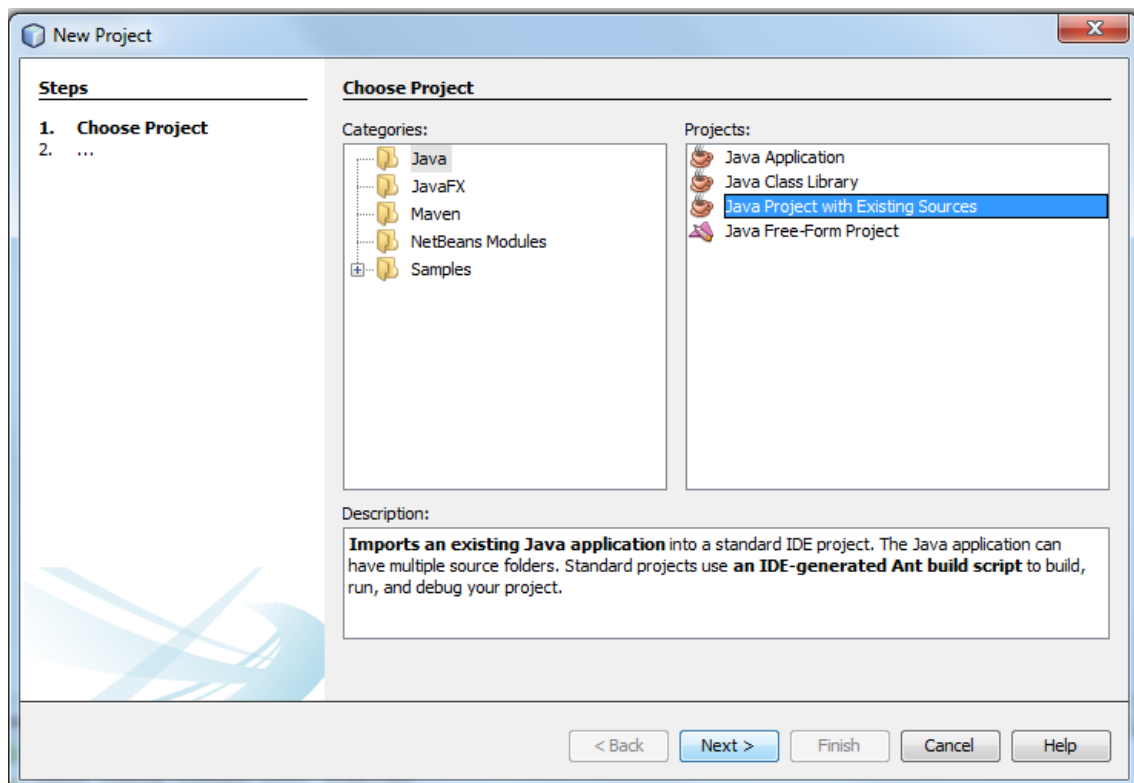 New Project
Steps
1. Choose Project
2. ...
Choose Project
Categories:
Java
JavaFX
Maven
NetBeans Modules
Samples
Projects:
Java Application
Java Class Library
Java Project with Existing Sources
Java Free-Form Project
Description:
Imports an existing Java application into a standard IDE project. The Java application can
have multiple source folders. Standard projects use an IDE-generated Ant build script to build,
run, and debug your project.
< Back
Next >
Finish
Cancel
Help